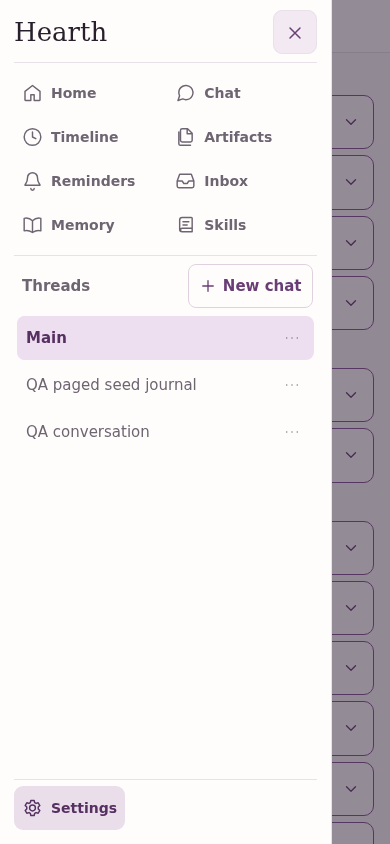 Hearth
Home
Chat
Timeline
Artifacts
Reminders
Inbox
Memory
Skills
Threads
New chat
Main
QA paged seed journal
QA conversation
Settings